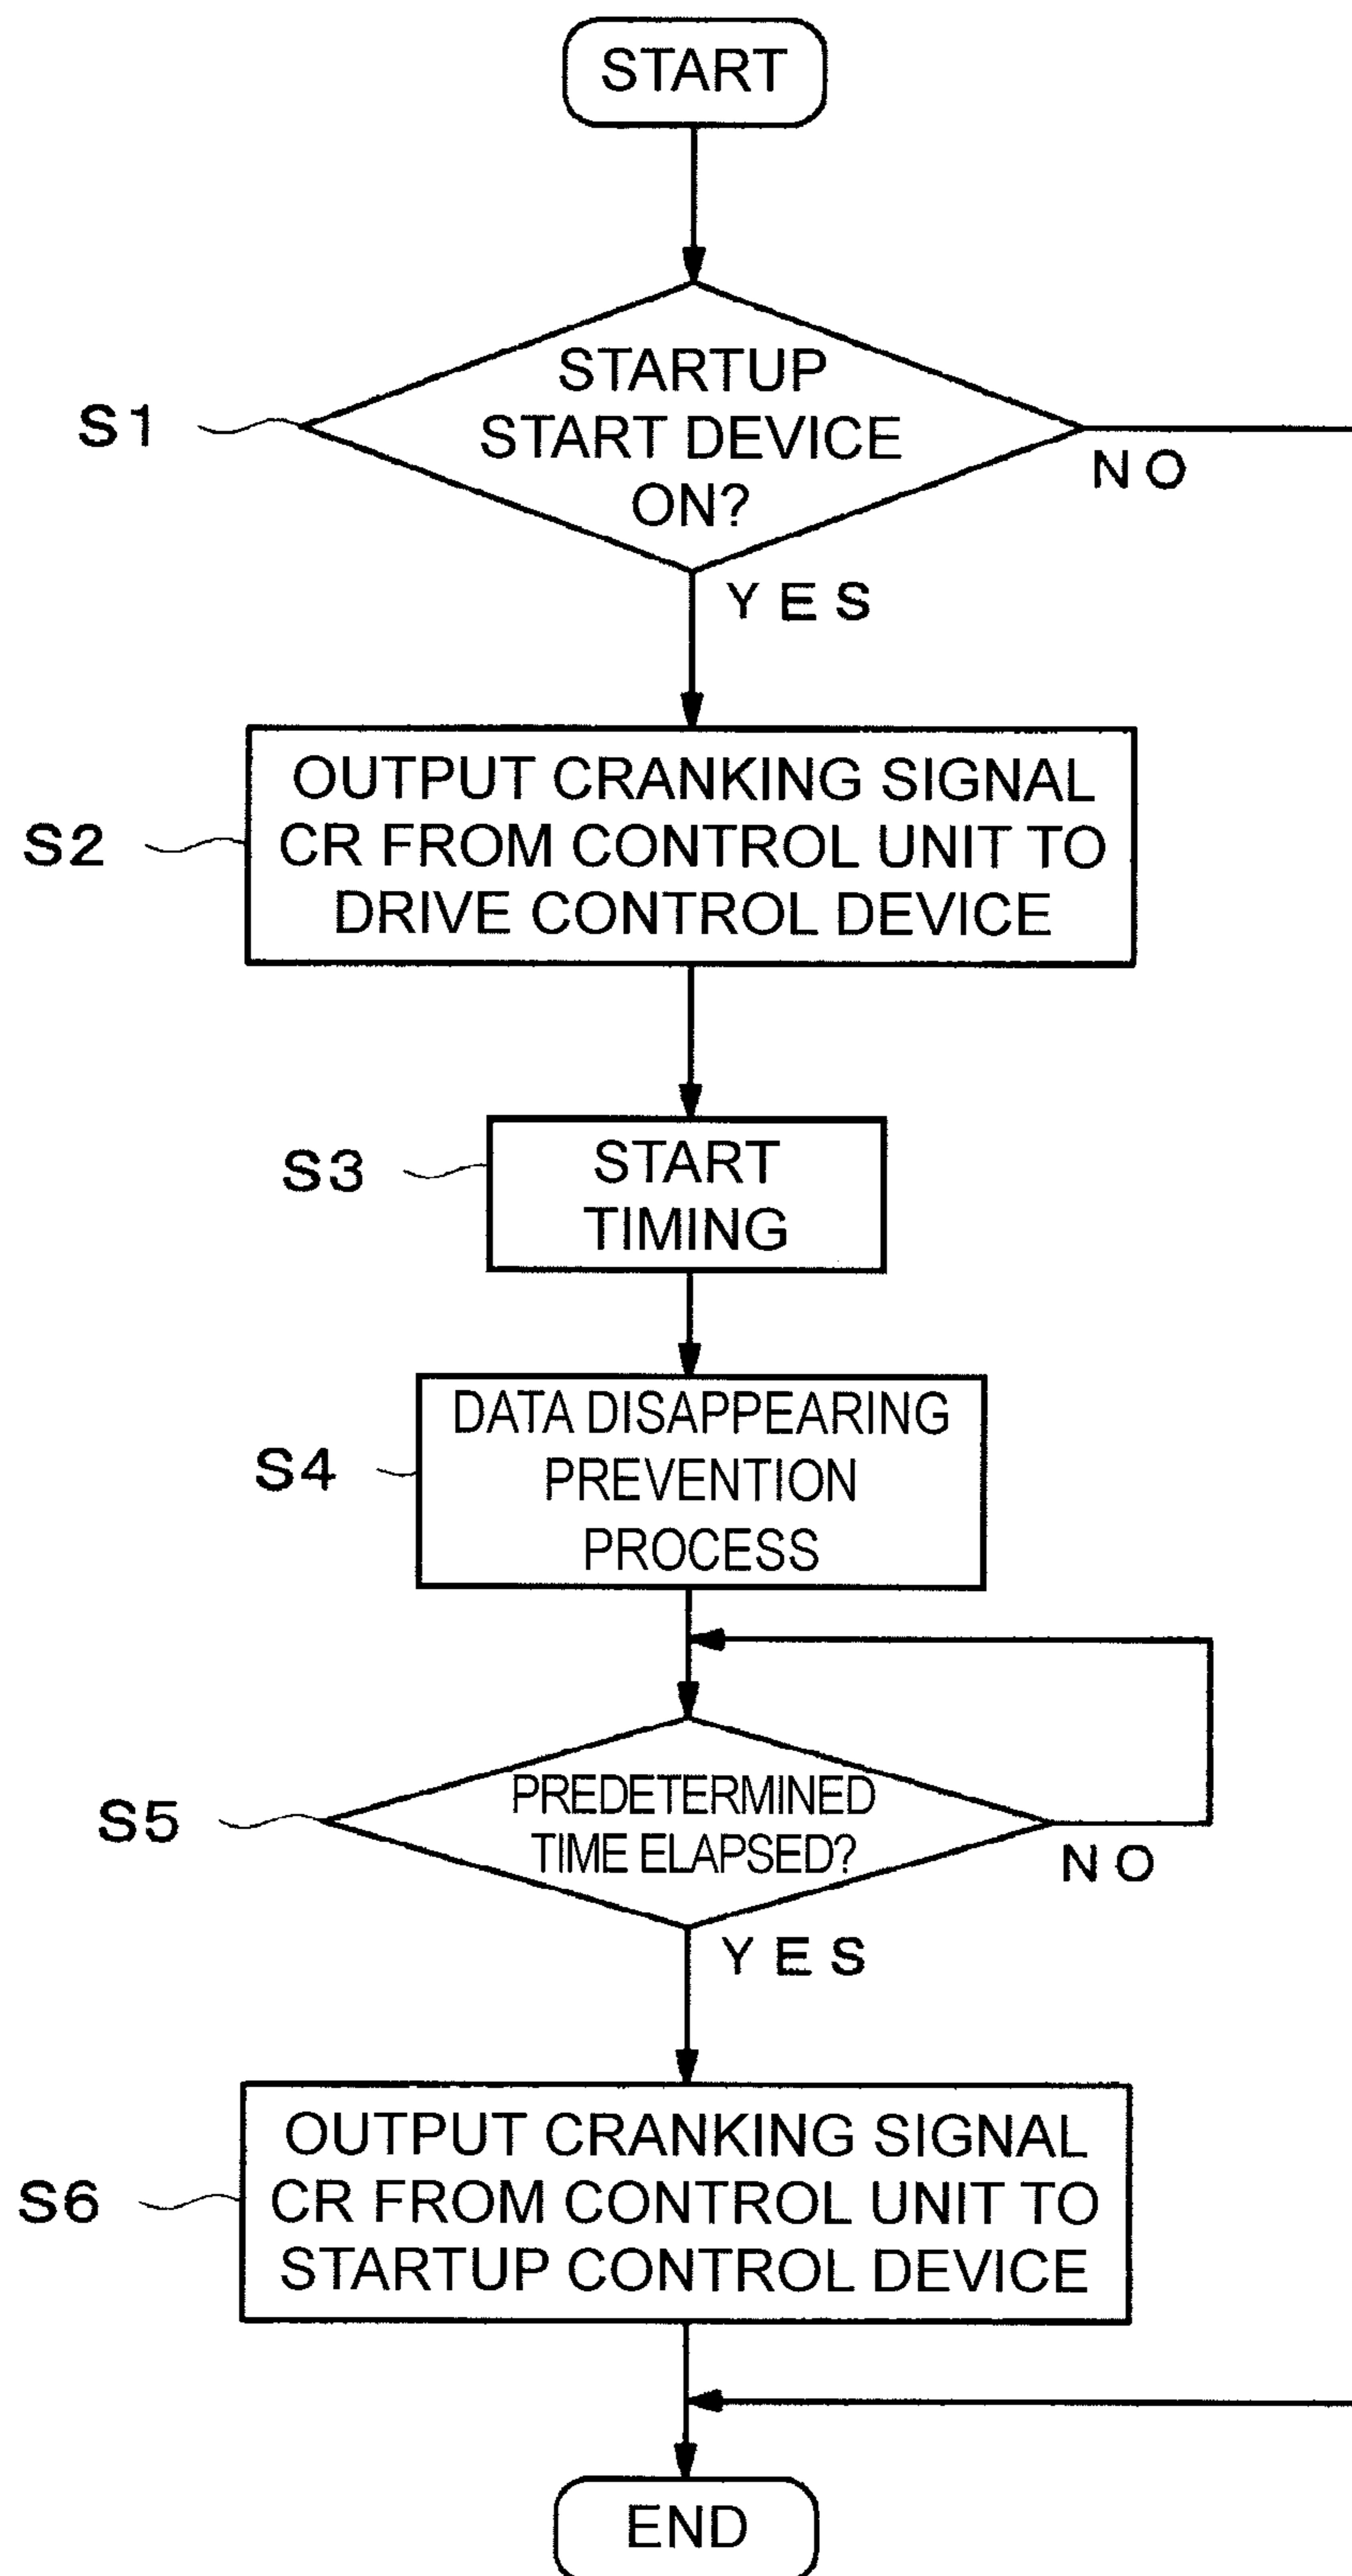 START
STARTUP
START DEVICE
ON?
S1
NO
YES
OUTPUT CRANKING SIGNAL
CR FROM CONTROL UNIT TO
DRIVE CONTROL DEVICE
S2
START
TIMING
S3
DATA DISAPPEARING
PREVENTION
PROCESS
S4
PREDETERMINED
TIME ELAPSED?
S5
NO
YES
OUTPUT CRANKING SIGNAL
CR FROM CONTROL UNIT TO
STARTUP CONTROL DEVICE
S6
END